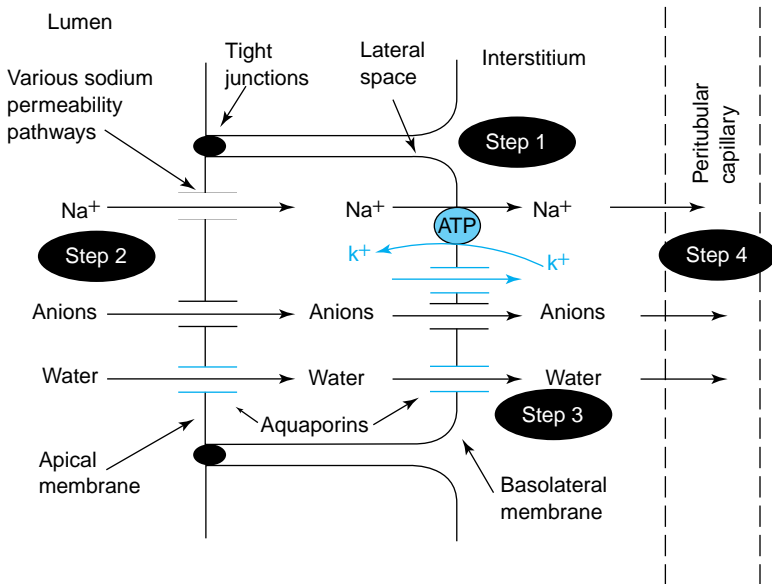 Lumen
Tight
junctions
Lateral
space
Interstitium
Various sodium
permeability
pathways
Step 1
Peritubular
capillary
Na+
Na+
Na+
ATP
Step 2
k+
k+
Step 4
Anions
Anions
Anions
Water
Water
Water
Step 3
Aquaporins
Apical
membrane
Basolateral
membrane